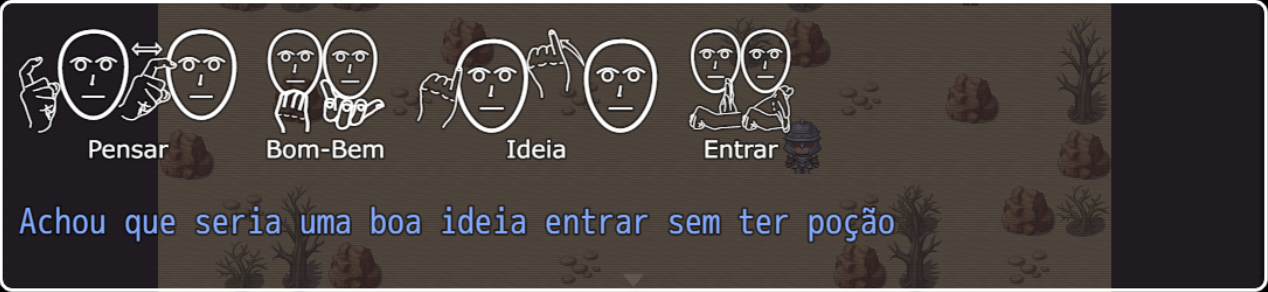 Pensar Bom-Bem Ideia Entrar
Achou que seria uma boa ideia entrar sem ter poção